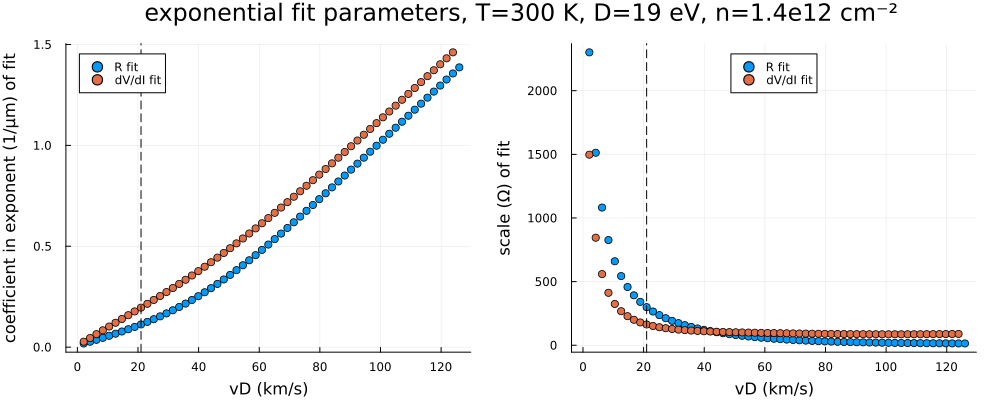 exponential fit parameters, T=300 K, D=19 eV, n=1.4e12 cm⁻²
coefficient in exponent (1/μm) of fit
1.5
1.0
0.5
0.0
R fit
dV/dI fit
0
20
40
60
80
100
120
vD (km/s)
scale (Ω) of fit
2000
1500
1000
500
0
R fit
dV/dI fit
0
20
40
60
80
100
120
vD (km/s)